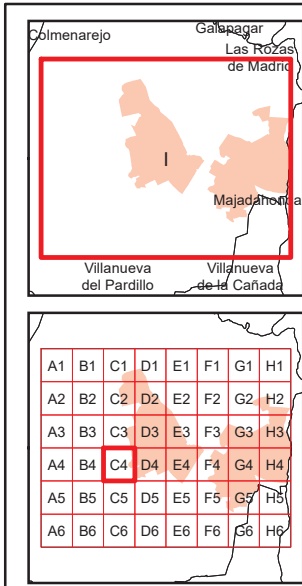 Colmenarejo
Galapagar
Las Rozas
de Madrid
I
Majadahonda
Villanueva
del Pardillo
Villanueva
de la Cañada
A1 B1 C1 D1 E1 F1 G1 H1
A2 B2 C2 D2 E2 F2 G2 H2
A3 B3 C3 D3 E3 F3 G3 H3
A4 B4 C4 D4 E4 F4 G4 H4
A5 B5 C5 D5 E5 F5 G5 H5
A6 B6 C6 D6 E6 F6 G6 H6